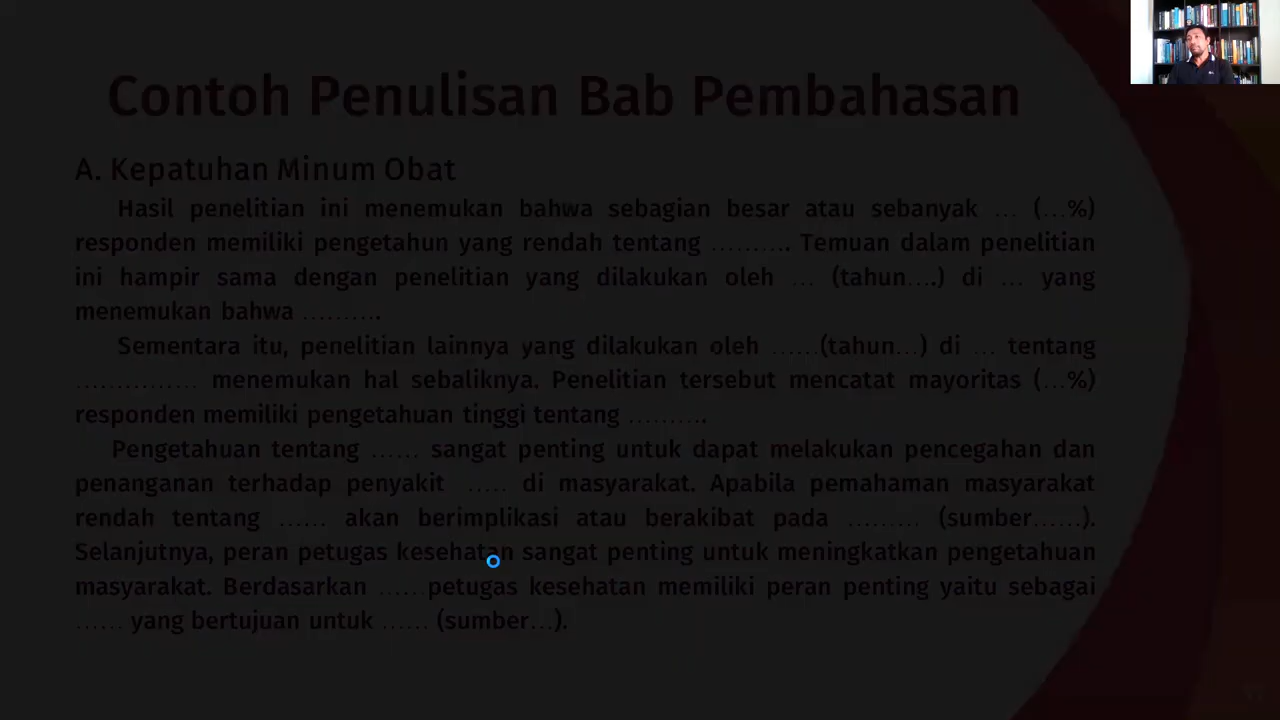 Contoh Penulisan Bab Pembahasan
A. Kepatuhan Minum Obat
Hasil penelitian ini menemukan bahwa sebagian besar atau sebanyak ... (...%)
responden memiliki pengetahun yang rendah tentang .......... Temuan dalam penelitian
ini hampir sama dengan penelitian yang dilakukan oleh ... (tahun....) di ... yang
menemukan bahwa ..........
Sementara itu, penelitian lainnya yang dilakukan oleh ......(tahun...) di ... tentang
............... menemukan hal sebaliknya. Penelitian tersebut mencatat mayoritas (...%)
responden memiliki pengetahuan tinggi tentang ..........
Pengetahuan tentang ...... sangat penting untuk dapat melakukan pencegahan dan
penanganan terhadap penyakit ..... di masyarakat. Apabila pemahaman masyarakat
rendah tentang ...... akan berimplikasi atau berakibat pada ......... (sumber......).
Selanjutnya, peran petugas kesehatan sangat penting untuk meningkatkan pengetahuan
masyarakat. Berdasarkan ...... petugas kesehatan memiliki peran penting yaitu sebagai
...... yang bertujuan untuk ...... (sumber...).